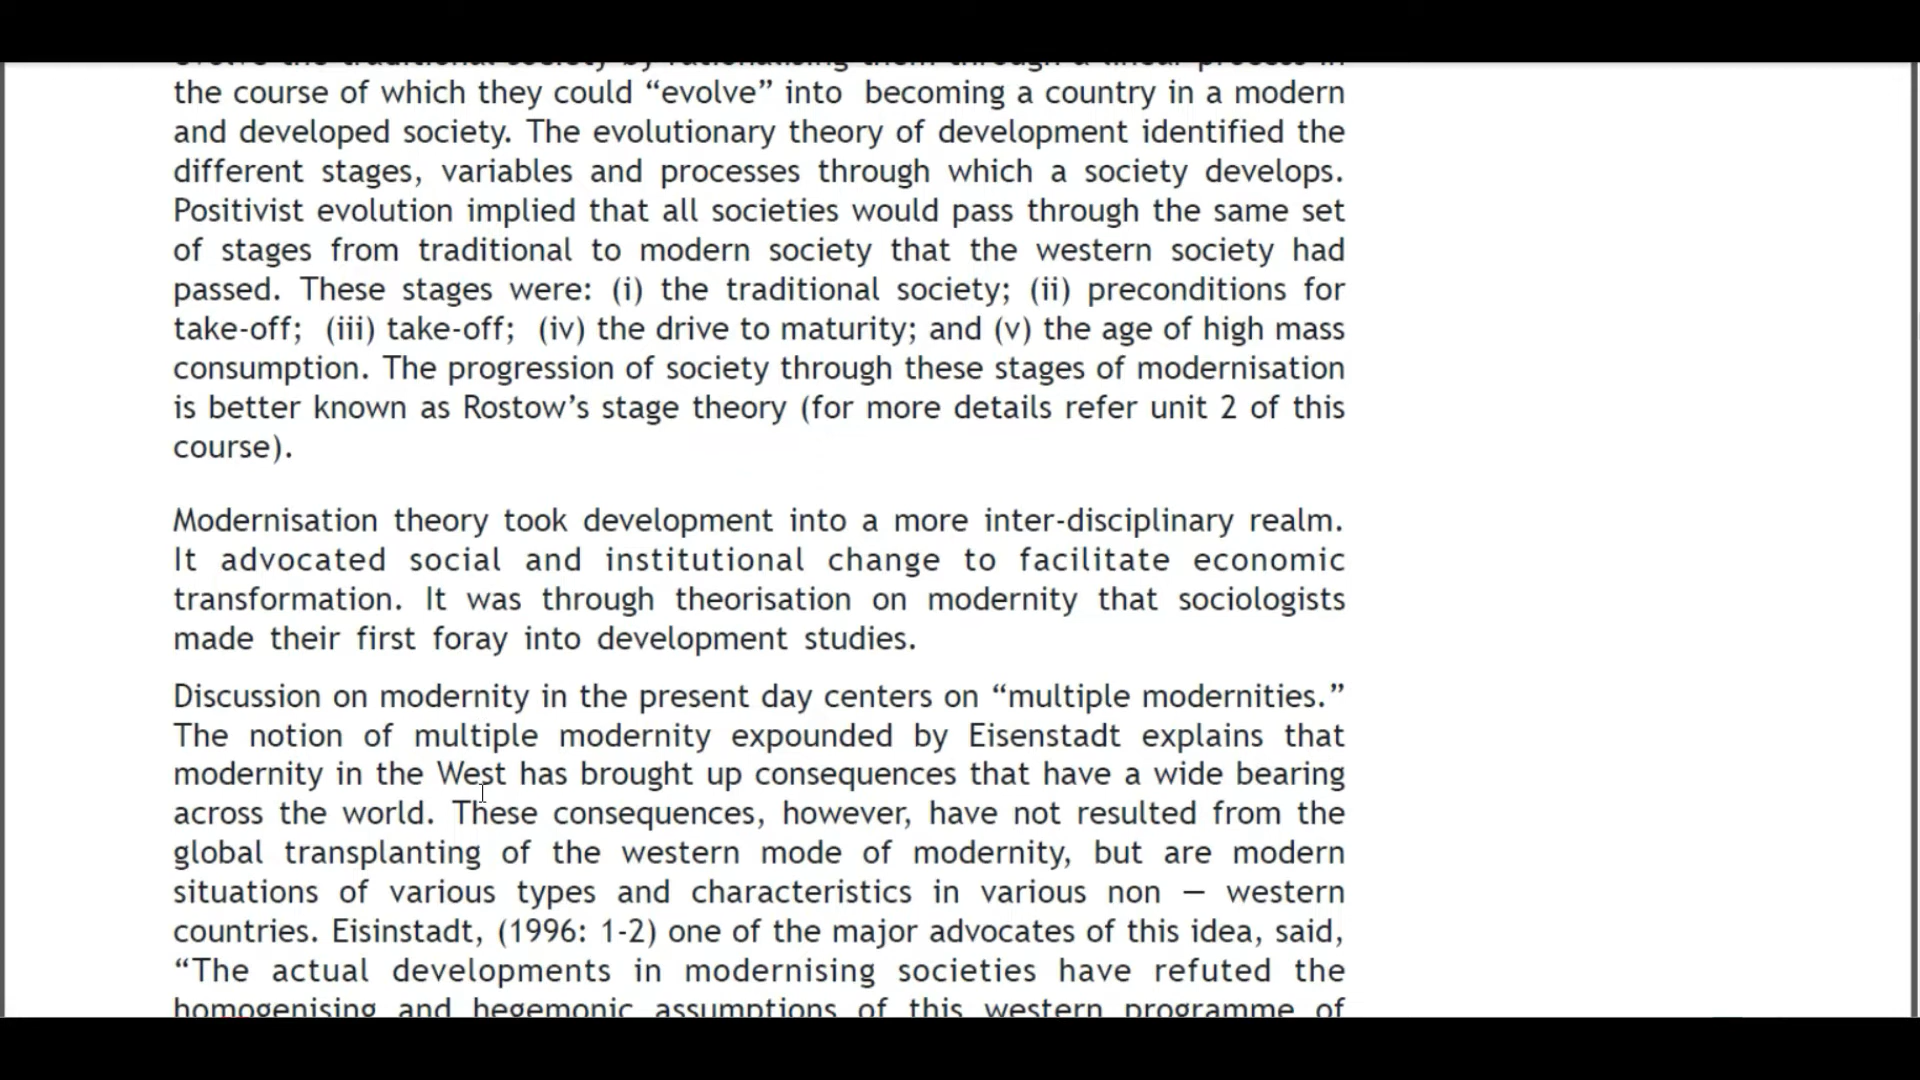 evolve the traditional society by rationalising them through a linear process in
the course of which they could “evolve” into becoming a country in a modern
and developed society. The evolutionary theory of development identified the
different stages, variables and processes through which a society develops.
Positivist evolution implied that all societies would pass through the same set
of stages from traditional to modern society that the western society had
passed. These stages were: (i) the traditional society; (ii) preconditions for
take-off; (iii) take-off; (iv) the drive to maturity; and (v) the age of high mass
consumption. The progression of society through these stages of modernisation
is better known as Rostow’s stage theory (for more details refer unit 2 of this
course).
Modernisation theory took development into a more inter-disciplinary realm.
It advocated social and institutional change to facilitate economic
transformation. It was through theorisation on modernity that sociologists
made their first foray into development studies.
Discussion on modernity in the present day centers on “multiple modernities.”
The notion of multiple modernity expounded by Eisenstadt explains that
modernity in the West has brought up consequences that have a wide bearing
across the world. These consequences, however, have not resulted from the
global transplanting of the western mode of modernity, but are modern
situations of various types and characteristics in various non — western
countries. Eisinstadt, (1996: 1-2) one of the major advocates of this idea, said,
“The actual developments in modernising societies have refuted the
homogenising and hegemonic assumptions of this western programme of